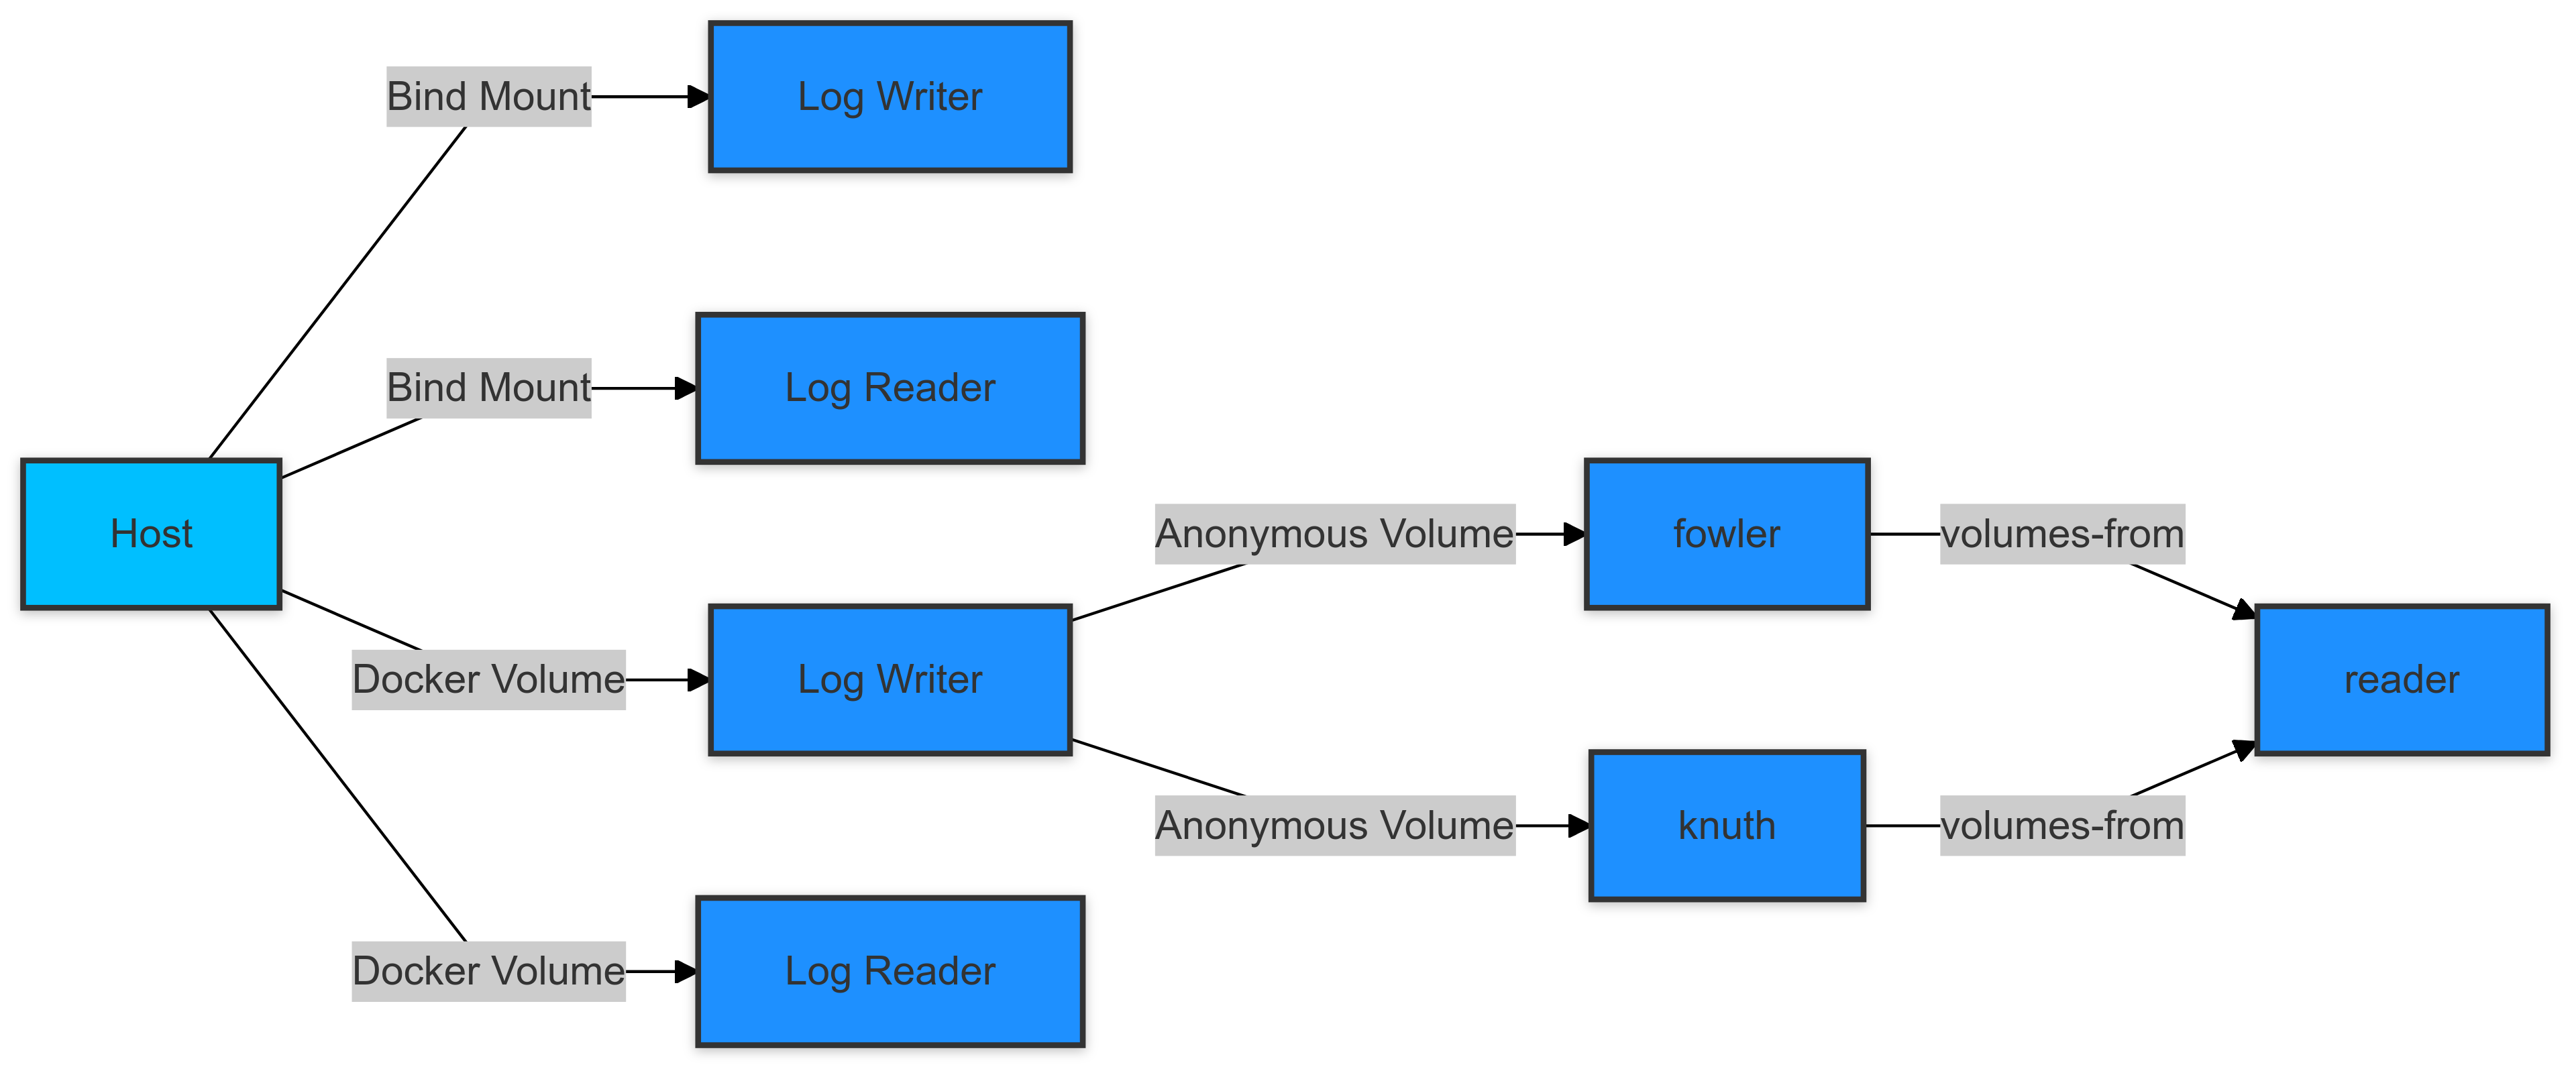 Bind Mount
Log Writer
Bind Mount
Log Reader
Host
Anonymous Volume
fowler
volumes-from
Docker Volume
Log Writer
reader
Anonymous Volume
knuth
volumes-from
Docker Volume
Log Reader